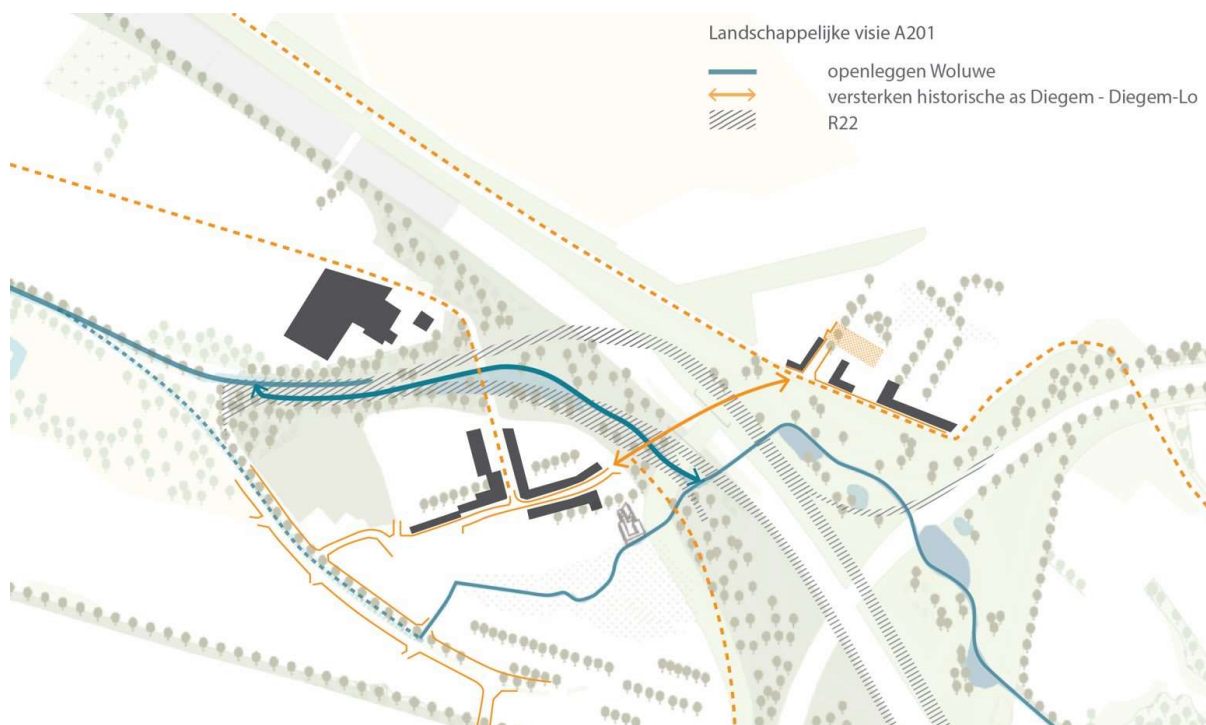 Landschappelijke visie A201
openleggen Woluwe
versterken historische as Diegem - Diegem-Lo
R22